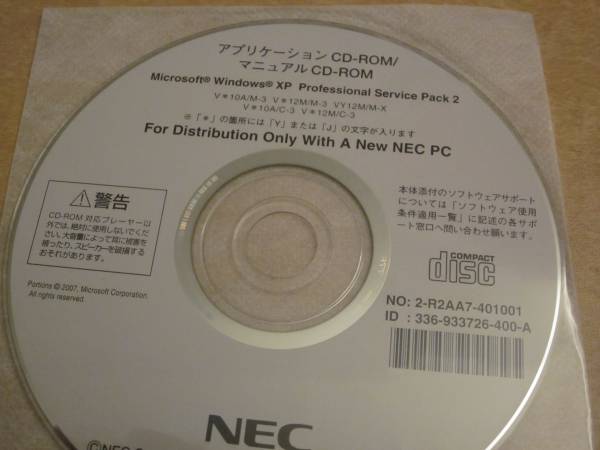 アプリケーション CD-ROM/
マニュアル CD-ROM
Microsoft® Windows® XP Professional Service Pack 2
V＊10A/M-3 V＊12M/M-3 VY12M/M-X
V＊10A/C-3 V＊12M/C-3
※「＊」の箇所には「Y」または「J」の文字が入ります
For Distribution Only With A New NEC PC
⚠警告
CD-ROM 対応プレーヤー以
外では、絶対に使用しないでくだ
さい。大音量によって耳に被害を
被ったり、スピーカーを破損する
おそれがあります。
Portions © 2007, Microsoft Corporation.
All rights reserved.
本体添付のソフトウェアサポート
については「ソフトウェア使用
条件適用一覧」に記述の各サポ
ート窓口へ問い合わせ願います。
COMPACT
disc
NO: 2-R2AA7-401001
ID : 336-933726-400-A
NEC
©NEC